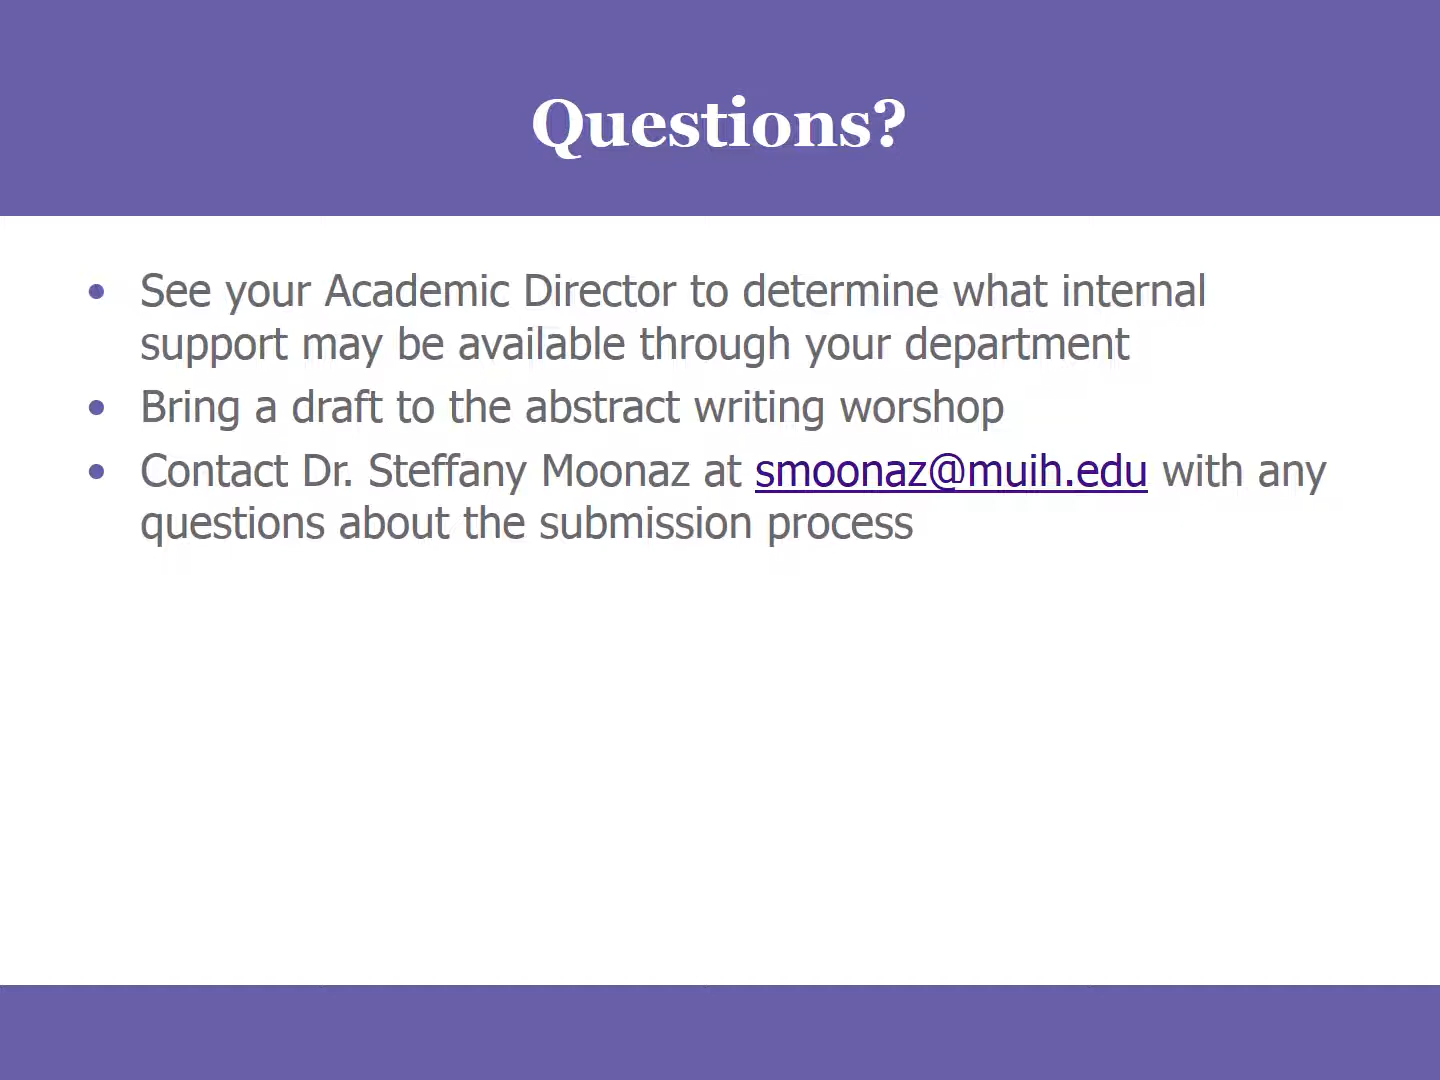 Questions?
• See your Academic Director to determine what internal
support may be available through your department
• Bring a draft to the abstract writing worshop
• Contact Dr. Steffany Moonaz at smoonaz@muih.edu with any
questions about the submission process